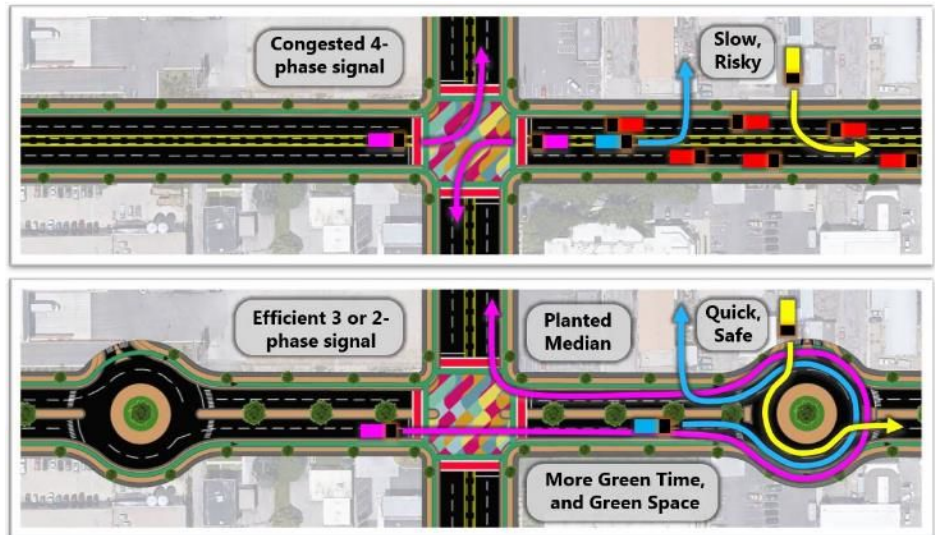 Congested 4-
phase signal
Slow,
Risky
Efficient 3 or 2-
phase signal
Planted
Median
Quick,
Safe
More Green Time,
and Green Space